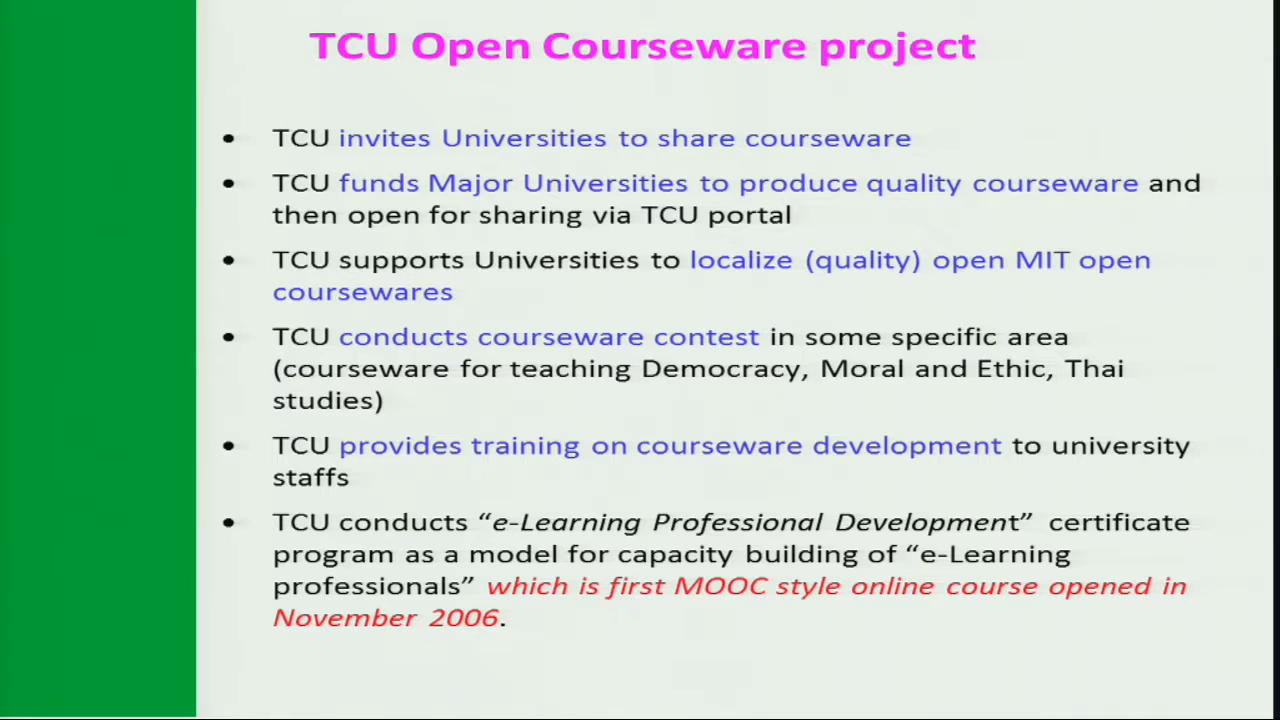 TCU Open Courseware project
• TCU invites Universities to share courseware
• TCU funds Major Universities to produce quality courseware and
then open for sharing via TCU portal
• TCU supports Universities to localize (quality) open MIT open
coursewares
• TCU conducts courseware contest in some specific area
(courseware for teaching Democracy, Moral and Ethic, Thai
studies)
• TCU provides training on courseware development to university
staffs
• TCU conducts “e-Learning Professional Development” certificate
program as a model for capacity building of “e-Learning
professionals” which is first MOOC style online course opened in
November 2006.